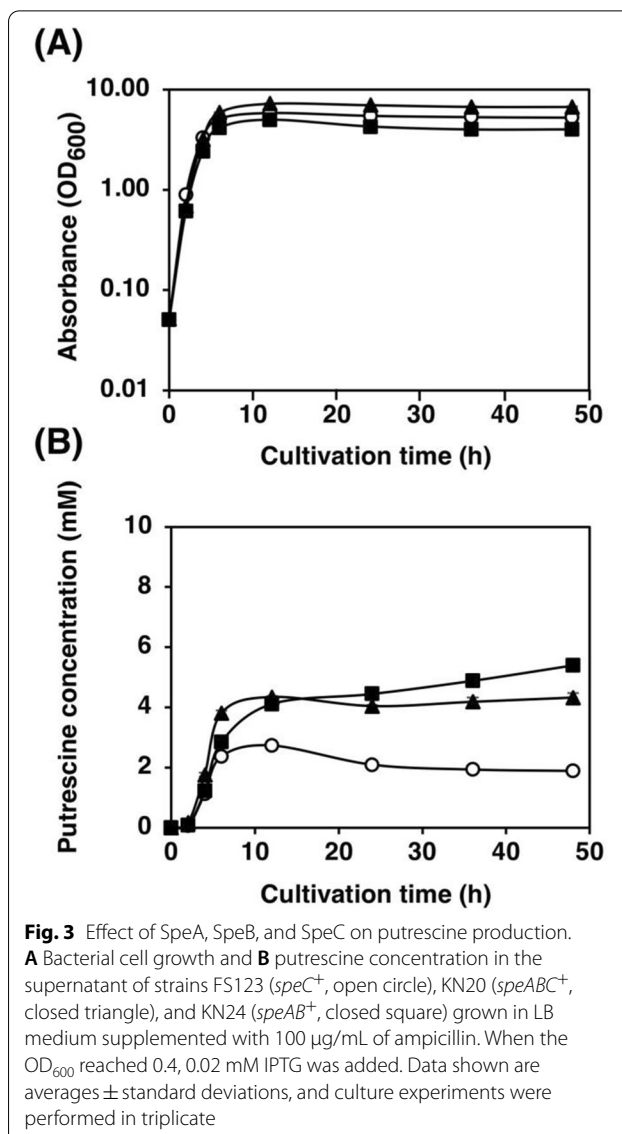 (A)
10.00
1.00
0.10
0.01
Absorbance (OD600)
0 10 20 30 40 50
Cultivation time (h)
(B)
10
8
6
4
2
0
Putrescine concentration (mM)
0 10 20 30 40 50
Cultivation time (h)
Fig. 3 Effect of SpeA, SpeB, and SpeC on putrescine production.
A Bacterial cell growth and B putrescine concentration in the
supernatant of strains FS123 (speC+, open circle), KN20 (speABC+,
closed triangle), and KN24 (speAB+, closed square) grown in LB
medium supplemented with 100 µg/mL of ampicillin. When the
OD600 reached 0.4, 0.02 mM IPTG was added. Data shown are
averages ± standard deviations, and culture experiments were
performed in triplicate